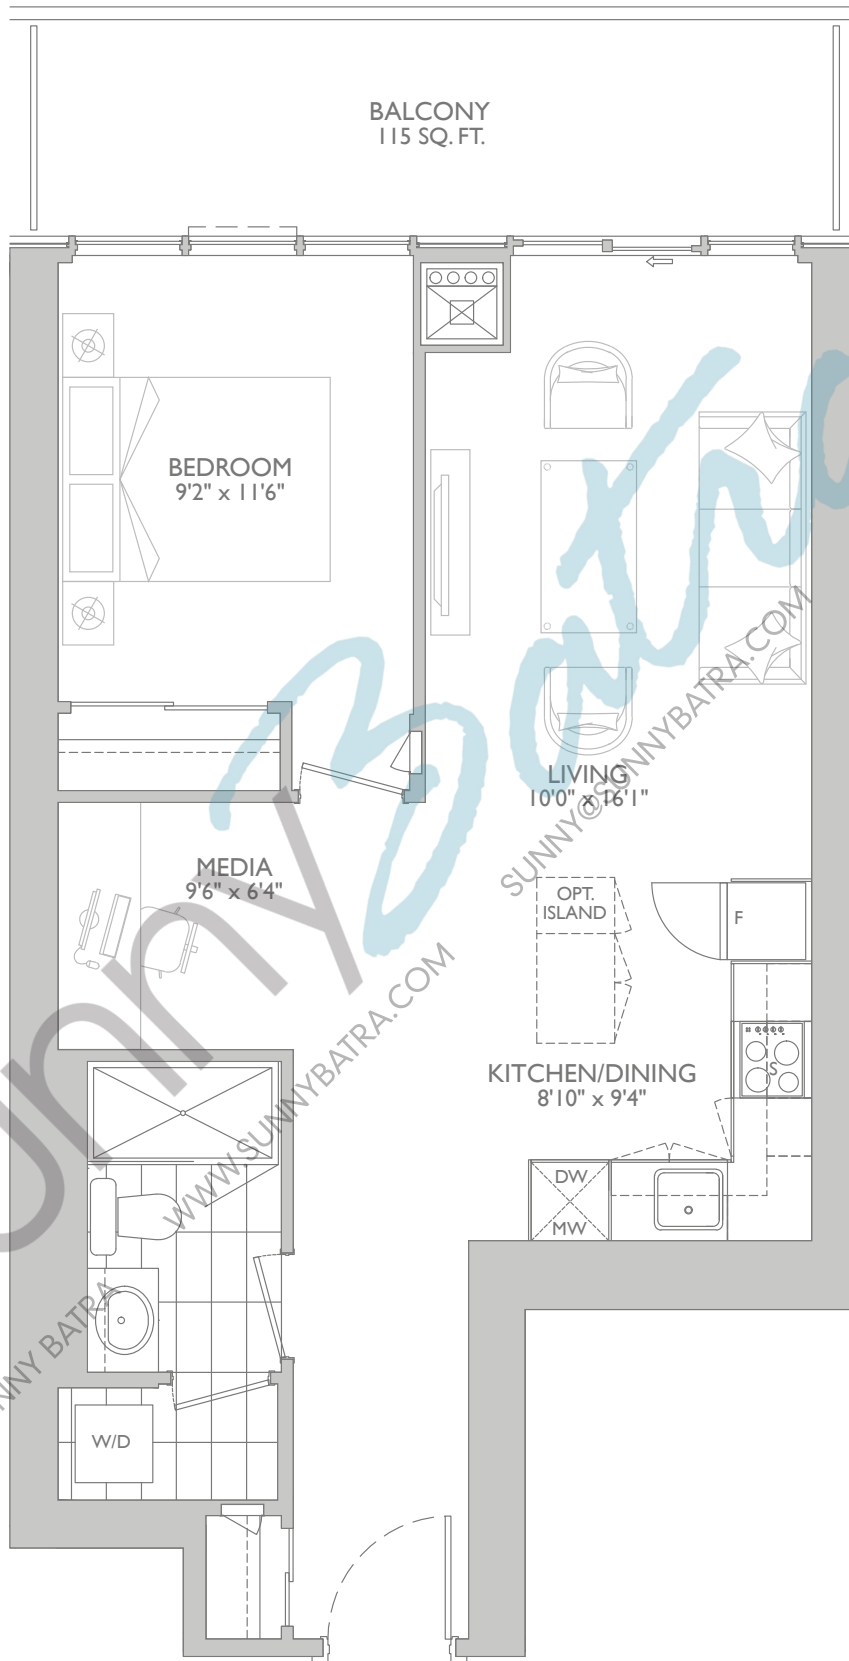 BALCONY
115 SQ. FT.
BEDROOM
9'2" x 11'6"
LIVING
10'0" x 16'1"
MEDIA
9'6" x 6'4"
OPT.
ISLAND
F
S
KITCHEN/DINING
8'10" x 9'4"
DW
MW
W/D
SUNNY@SUNNYBATRA.COM
WWW.SUNNYBATRA.COM
BATRA